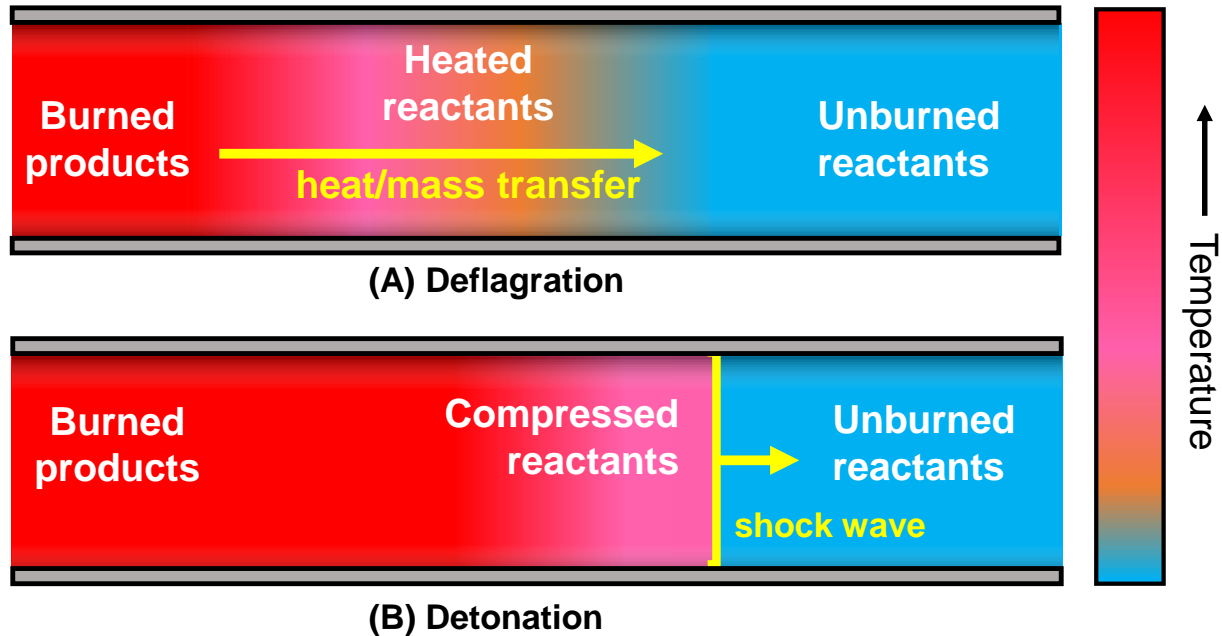 Heated
reactants
Burned
products
Unburned
reactants
heat/mass transfer
(A) Deflagration
Temperature
Burned
products
Compressed
reactants
Unburned
reactants
shock wave
(B) Detonation